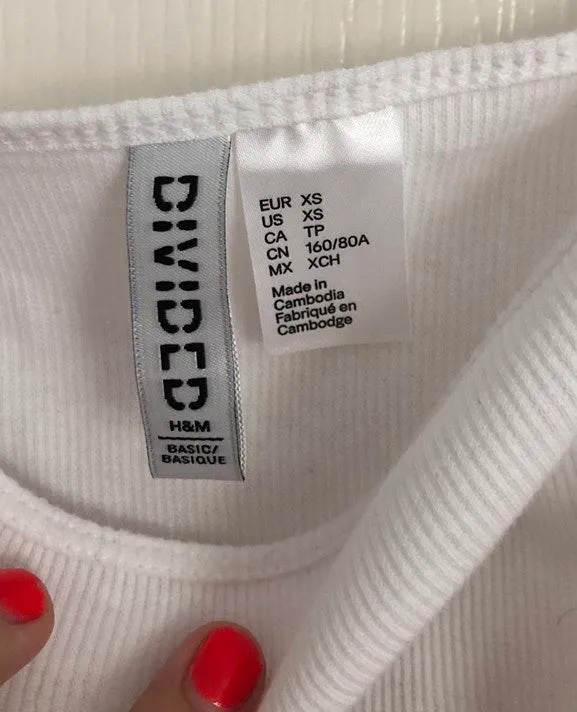 DIVIDED
H&M
BASIC/
BASIQUE
EUR XS
US XS
CA TP
CN 160/80A
MX XCH
Made in
Cambodia
Fabriqué en
Cambodge